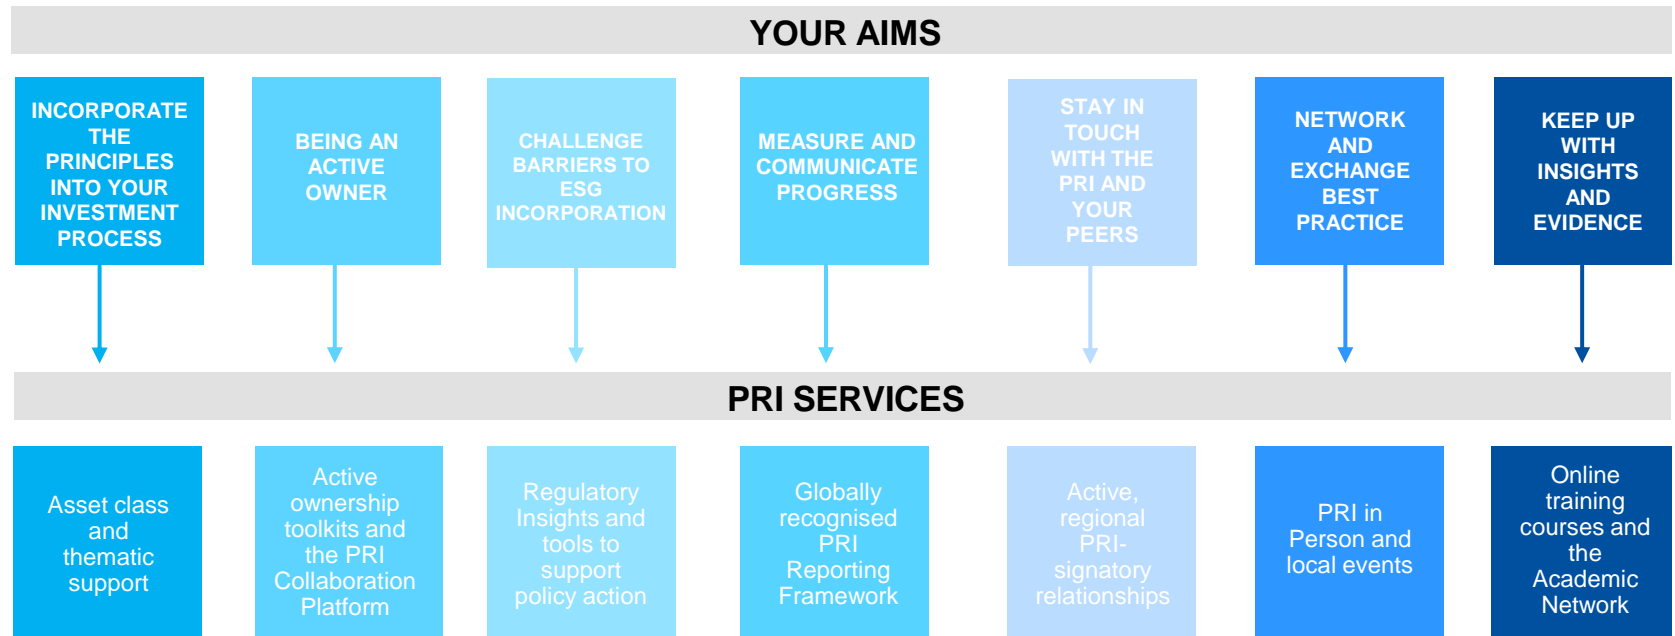 YOUR AIMS
INCORPORATE
THE
PRINCIPLES
INTO YOUR
INVESTMENT
PROCESS
BEING AN
ACTIVE
OWNER
CHALLENGE
BARRIERS TO
ESG
INCORPORATION
MEASURE AND
COMMUNICATE
PROGRESS
STAY IN
TOUCH
WITH THE
PRI AND
YOUR
PEERS
NETWORK
AND
EXCHANGE
BEST
PRACTICE
KEEP UP
WITH
INSIGHTS
AND
EVIDENCE
PRI SERVICES
Asset class
and
thematic
support
Active
ownership
toolkits and
the PRI
Collaboration
Platform
Regulatory
Insights and
tools to
support
policy action
Globally
recognised
PRI
Reporting
Framework
Active,
regional
PRI-
signatory
relationships
PRI in
Person and
local events
Online
training
courses and
the
Academic
Network